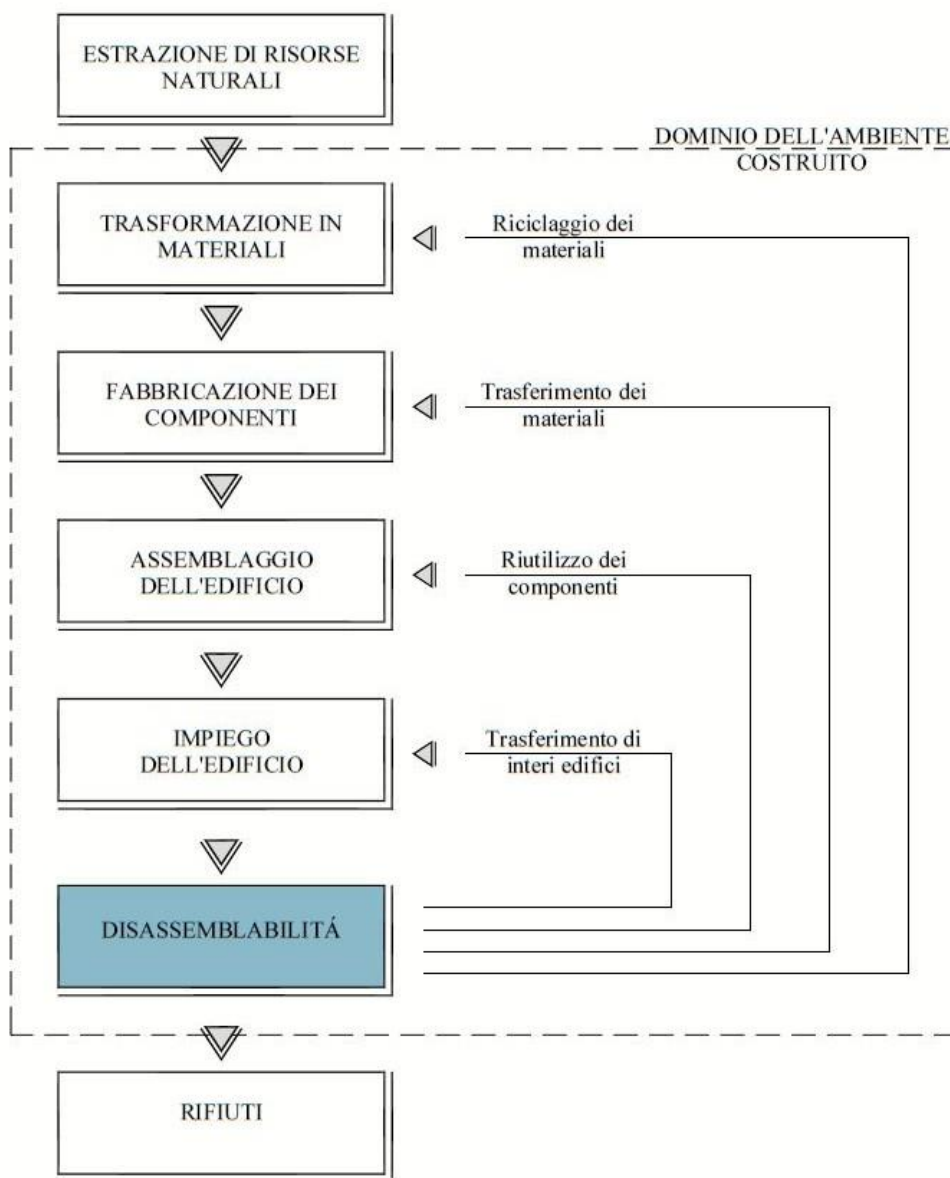 ESTRAZIONE DI RISORSE
NATURALI
DOMINIO DELL'AMBIENTE
COSTRUITO
TRASFORMAZIONE IN
MATERIALI
Riciclaggio dei
materiali
FABBRICAZIONE DEI
COMPONENTI
Trasferimento dei
materiali
ASSEMBLAGGIO
DELL'EDIFICIO
Riutilizzo dei
componenti
IMPIEGO
DELL'EDIFICIO
Trasferimento di
interi edifici
DISASSEMBLABILITÁ
RIFIUTI